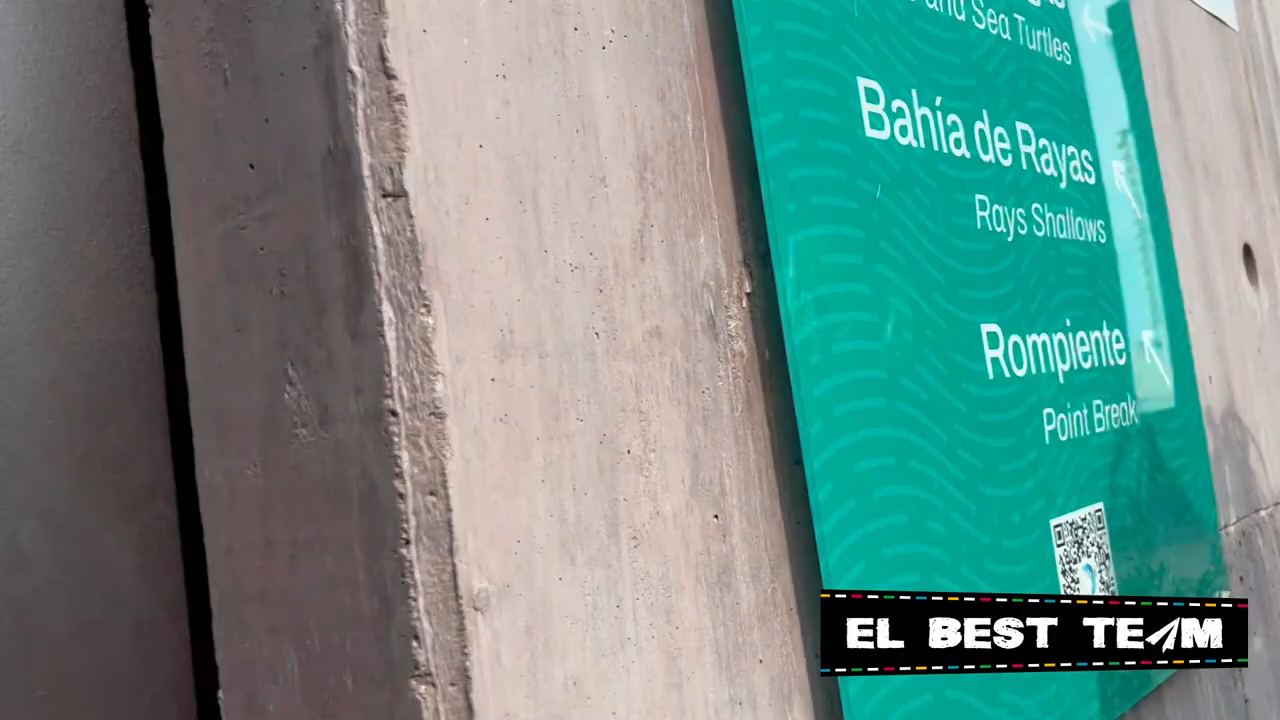 and Sea Turtles
Bahía de Rayas
Rays Shallows
Rompiente
Point Break
EL BEST TEAM